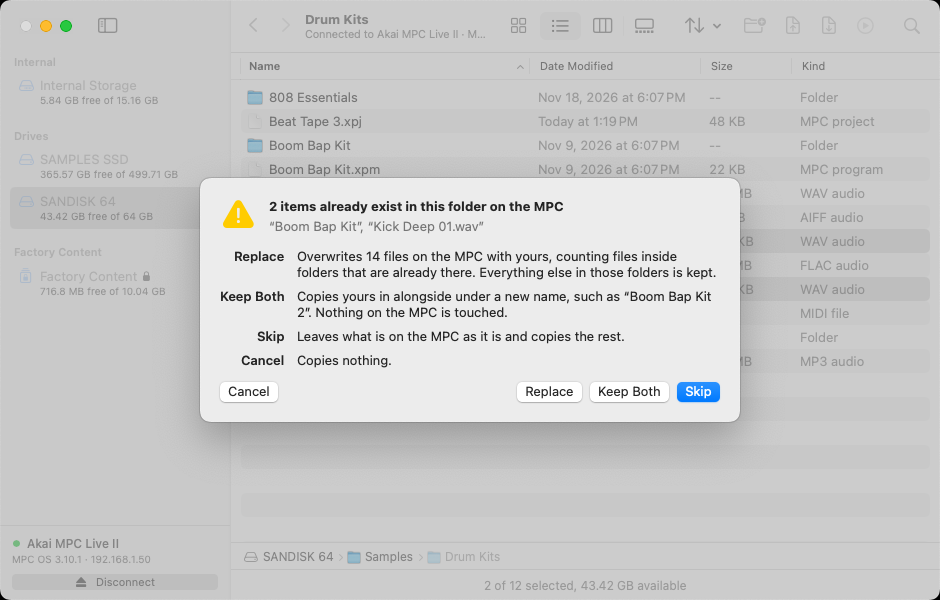 Drum Kits
Connected to Akai MPC Live II · M...
Internal
Internal Storage
5.84 GB free of 15.16 GB
Drives
SAMPLES SSD
365.57 GB free of 499.71 GB
SANDISK 64
43.42 GB free of 64 GB
Factory Content
Factory Content
716.8 MB free of 10.04 GB
Name Date Modified Size Kind
808 Essentials Nov 18, 2026 at 6:07 PM -- Folder
Beat Tape 3.xpj Today at 1:19 PM 48 KB MPC project
Boom Bap Kit Nov 9, 2026 at 6:07 PM -- Folder
Boom Bap Kit.xpm Nov 9, 2026 at 6:07 PM 22 KB MPC program
WAV audio
AIFF audio
KB WAV audio
FLAC audio
KB WAV audio
MIDI file
Folder
MP3 audio
2 items already exist in this folder on the MPC
“Boom Bap Kit”, “Kick Deep 01.wav”
Replace Overwrites 14 files on the MPC with yours, counting files inside
folders that are already there. Everything else in those folders is kept.
Keep Both Copies yours in alongside under a new name, such as “Boom Bap Kit
2”. Nothing on the MPC is touched.
Skip Leaves what is on the MPC as it is and copies the rest.
Cancel Copies nothing.
Cancel Replace Keep Both Skip
Akai MPC Live II
MPC OS 3.10.1 · 192.168.1.50
Disconnect
SANDISK 64 › Samples › Drum Kits
2 of 12 selected, 43.42 GB available